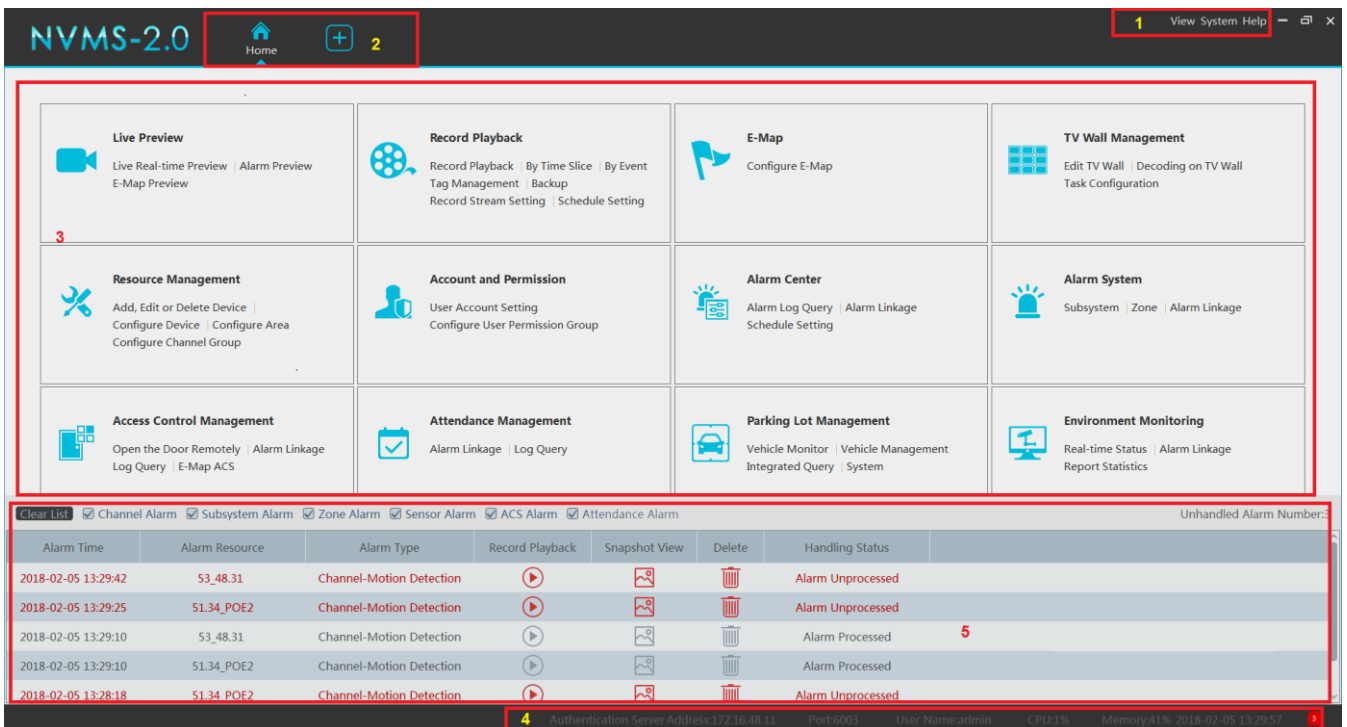 NVMS-2.0
Home
2
1
View System Help
Live Preview
Live Real-time Preview | Alarm Preview
E-Map Preview
Record Playback
Record Playback | By Time Slice | By Event
Tag Management | Backup
Record Stream Setting | Schedule Setting
E-Map
Configure E-Map
TV Wall Management
Edit TV Wall | Decoding on TV Wall
Task Configuration
3
Resource Management
Add, Edit or Delete Device |
Configure Device | Configure Area
Configure Channel Group
Account and Permission
User Account Setting
Configure User Permission Group
Alarm Center
Alarm Log Query | Alarm Linkage
Schedule Setting
Alarm System
Subsystem | Zone | Alarm Linkage
Access Control Management
Open the Door Remotely | Alarm Linkage
Log Query | E-Map ACS
Attendance Management
Alarm Linkage | Log Query
Parking Lot Management
Vehicle Monitor | Vehicle Management
Integrated Query | System
Environment Monitoring
Real-time Status | Alarm Linkage
Report Statistics
Clear List Channel Alarm Subsystem Alarm Zone Alarm Sensor Alarm ACS Alarm Attendance Alarm Unhandled Alarm Number:3
Alarm Time Alarm Resource Alarm Type Record Playback Snapshot View Delete Handling Status
2018-02-05 13:29:42 53_48.31 Channel-Motion Detection Alarm Unprocessed
2018-02-05 13:29:25 51.34_POE2 Channel-Motion Detection Alarm Unprocessed
2018-02-05 13:29:10 53_48.31 Channel-Motion Detection Alarm Processed 5
2018-02-05 13:29:10 51.34_POE2 Channel-Motion Detection Alarm Processed
2018-02-05 13:28:18 51.34_POE2 Channel-Motion Detection Alarm Unprocessed
4 Authentication Server Address:172.16.48.11 Port:6003 User Name:admin CPU:1% Memory:41% 2018-02-05 13:29:57 3